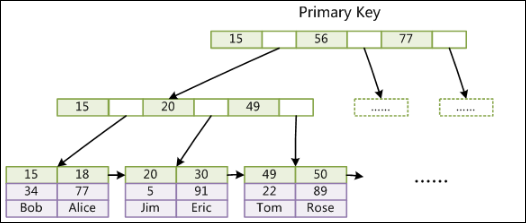 Primary Key
15 56 77
15 20 49
...... ......
15 18 20 30 49 50
34 77 5 91 22 89
Bob Alice Jim Eric Tom Rose
......